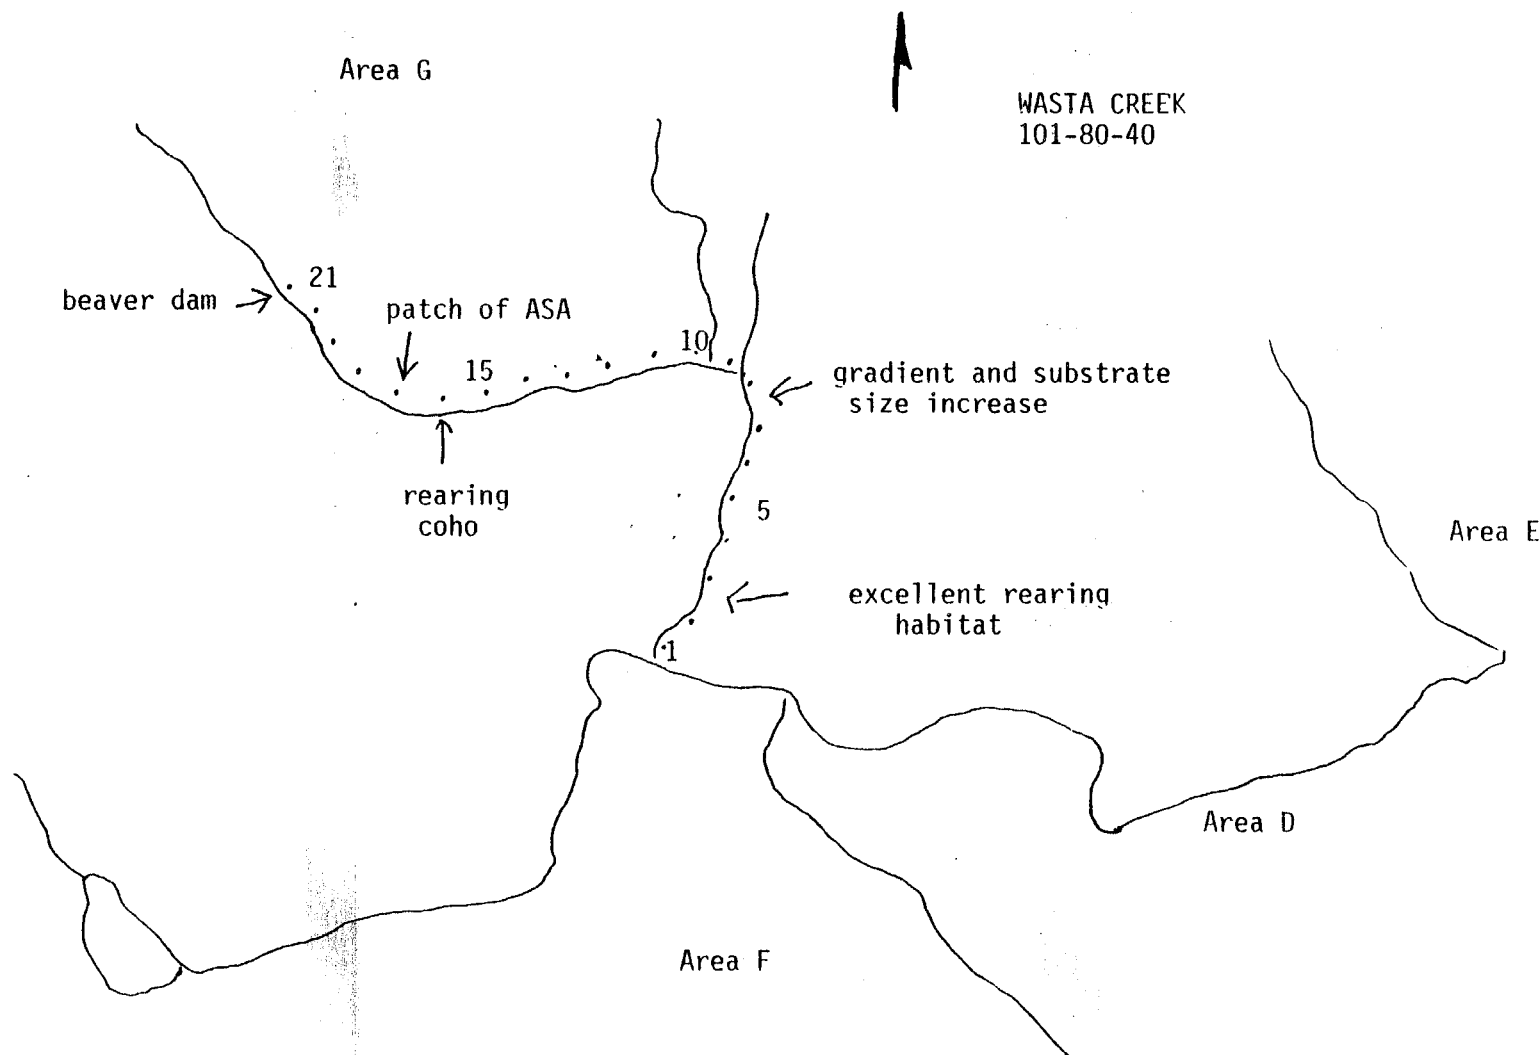 Area G
WASTA CREEK
101-80-40
21
beaver dam
patch of ASA
10
15
gradient and substrate
size increase
rearing
coho
5
Area E
excellent rearing
habitat
1
Area D
Area F